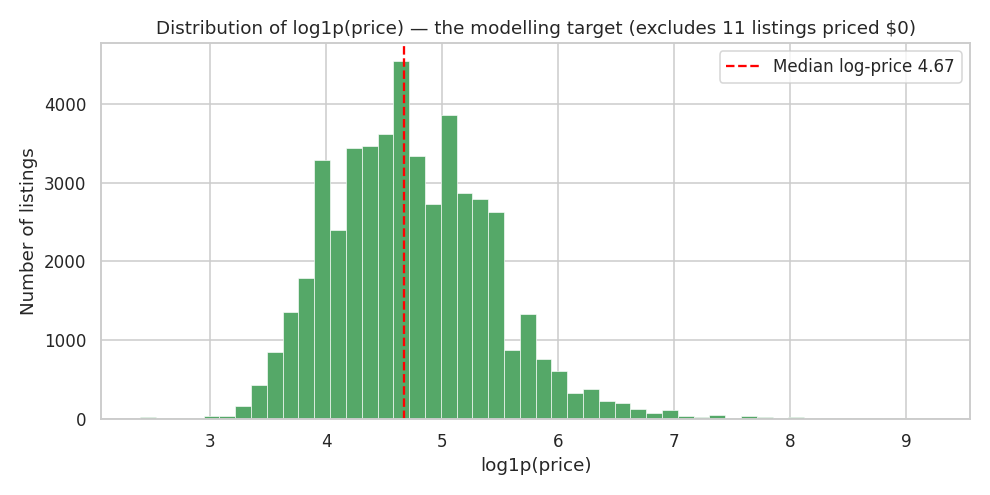 Distribution of log1p(price) — the modelling target (excludes 11 listings priced $0)
Median log-price 4.67
Number of listings
4000
3000
2000
1000
0
3 4 5 6 7 8 9
log1p(price)